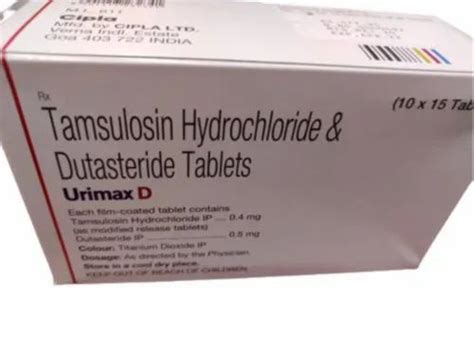 Cipla
Mfd. by CIPLA LTD.
Verna Indl. Estate
Goa 403 722 INDIA
Rx
(10 x 15 Tab
Tamsulosin Hydrochloride &
Dutasteride Tablets
Urimax D
Each film-coated tablet contains
Tamsulosin Hydrochloride IP ... 0.4 mg
(as modified release tablets)
Dutasteride IP ... 0.5 mg
Colour: Titanium Dioxide IP
Dosage: As directed by the Physician
Store in a cool dry place.
KEEP OUT OF REACH OF CHILDREN